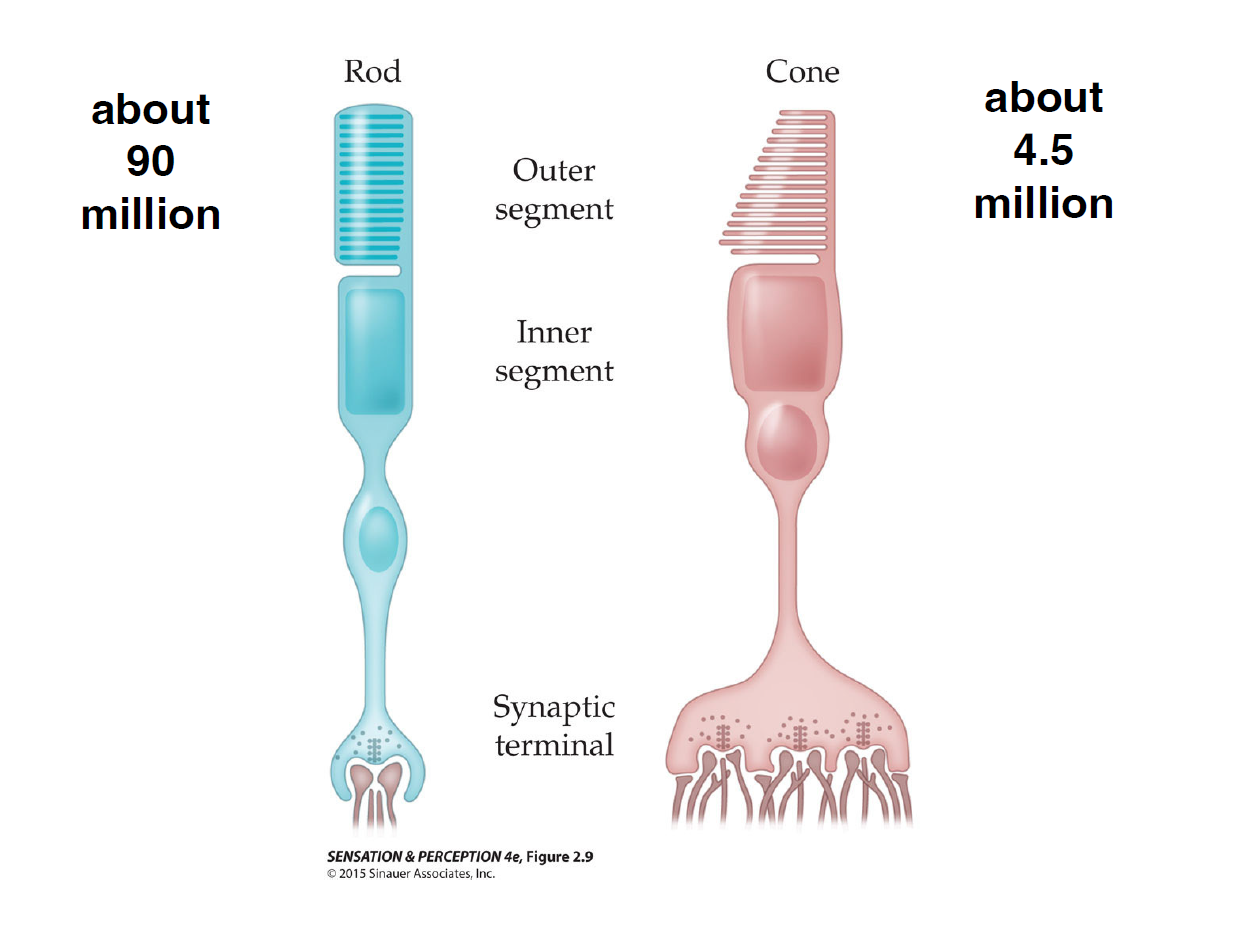 Rod
Cone
about
90
million
about
4.5
million
Outer
segment
Inner
segment
Synaptic
terminal
SENSATION & PERCEPTION 4e, Figure 2.9
© 2015 Sinauer Associates, Inc.